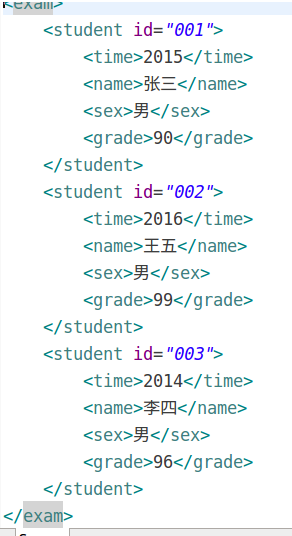 <exam>
<student id="001">
<time>2015</time>
<name>张三</name>
<sex>男</sex>
<grade>90</grade>
</student>
<student id="002">
<time>2016</time>
<name>王五</name>
<sex>男</sex>
<grade>99</grade>
</student>
<student id="003">
<time>2014</time>
<name>李四</name>
<sex>男</sex>
<grade>96</grade>
</student>
</exam>